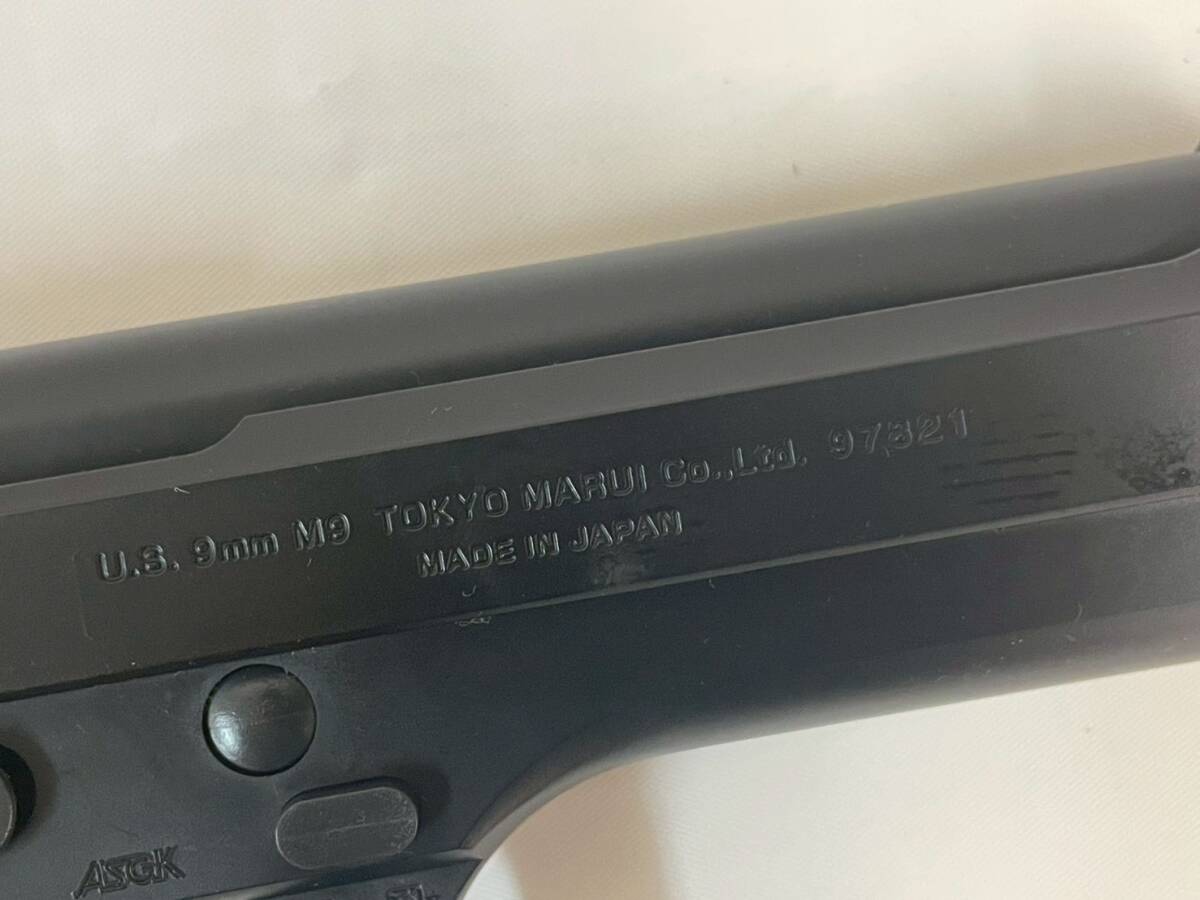 U.S. 9mm M9 TOKYO MARUI Co.,Ltd. 97321
MADE IN JAPAN
ASGK